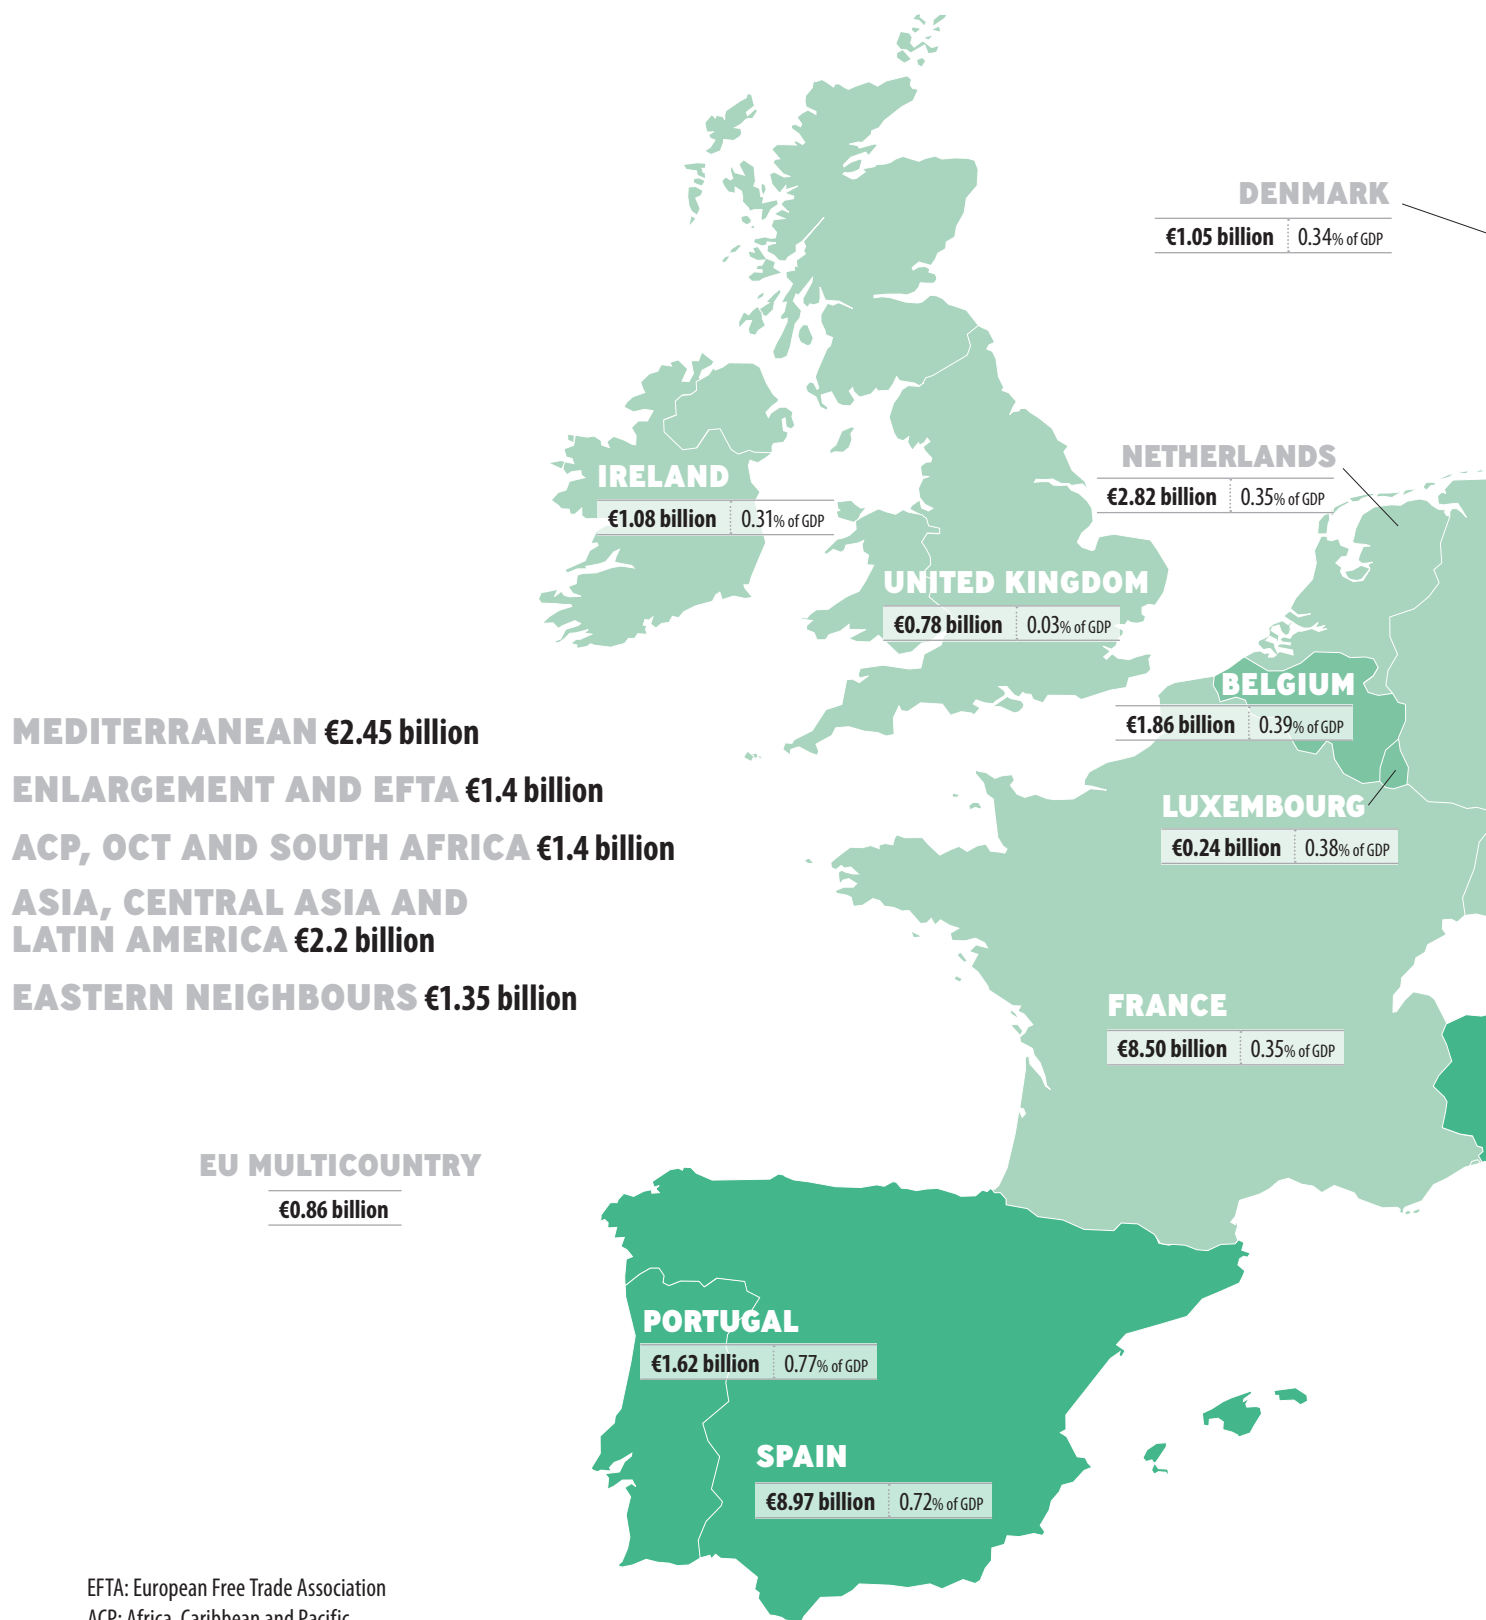 DENMARK
€1.05 billion 0.34% of GDP
NETHERLANDS
€2.82 billion 0.35% of GDP
IRELAND
€1.08 billion 0.31% of GDP
UNITED KINGDOM
€0.78 billion 0.03% of GDP
BELGIUM
€1.86 billion 0.39% of GDP
LUXEMBOURG
€0.24 billion 0.38% of GDP
MEDITERRANEAN €2.45 billion
ENLARGEMENT AND EFTA €1.4 billion
ACP, OCT AND SOUTH AFRICA €1.4 billion
ASIA, CENTRAL ASIA AND
LATIN AMERICA €2.2 billion
EASTERN NEIGHBOURS €1.35 billion
FRANCE
€8.50 billion 0.35% of GDP
EU MULTICOUNTRY
€0.86 billion
PORTUGAL
€1.62 billion 0.77% of GDP
SPAIN
€8.97 billion 0.72% of GDP
EFTA: European Free Trade Association
ACP: Africa, Caribbean and Pacific